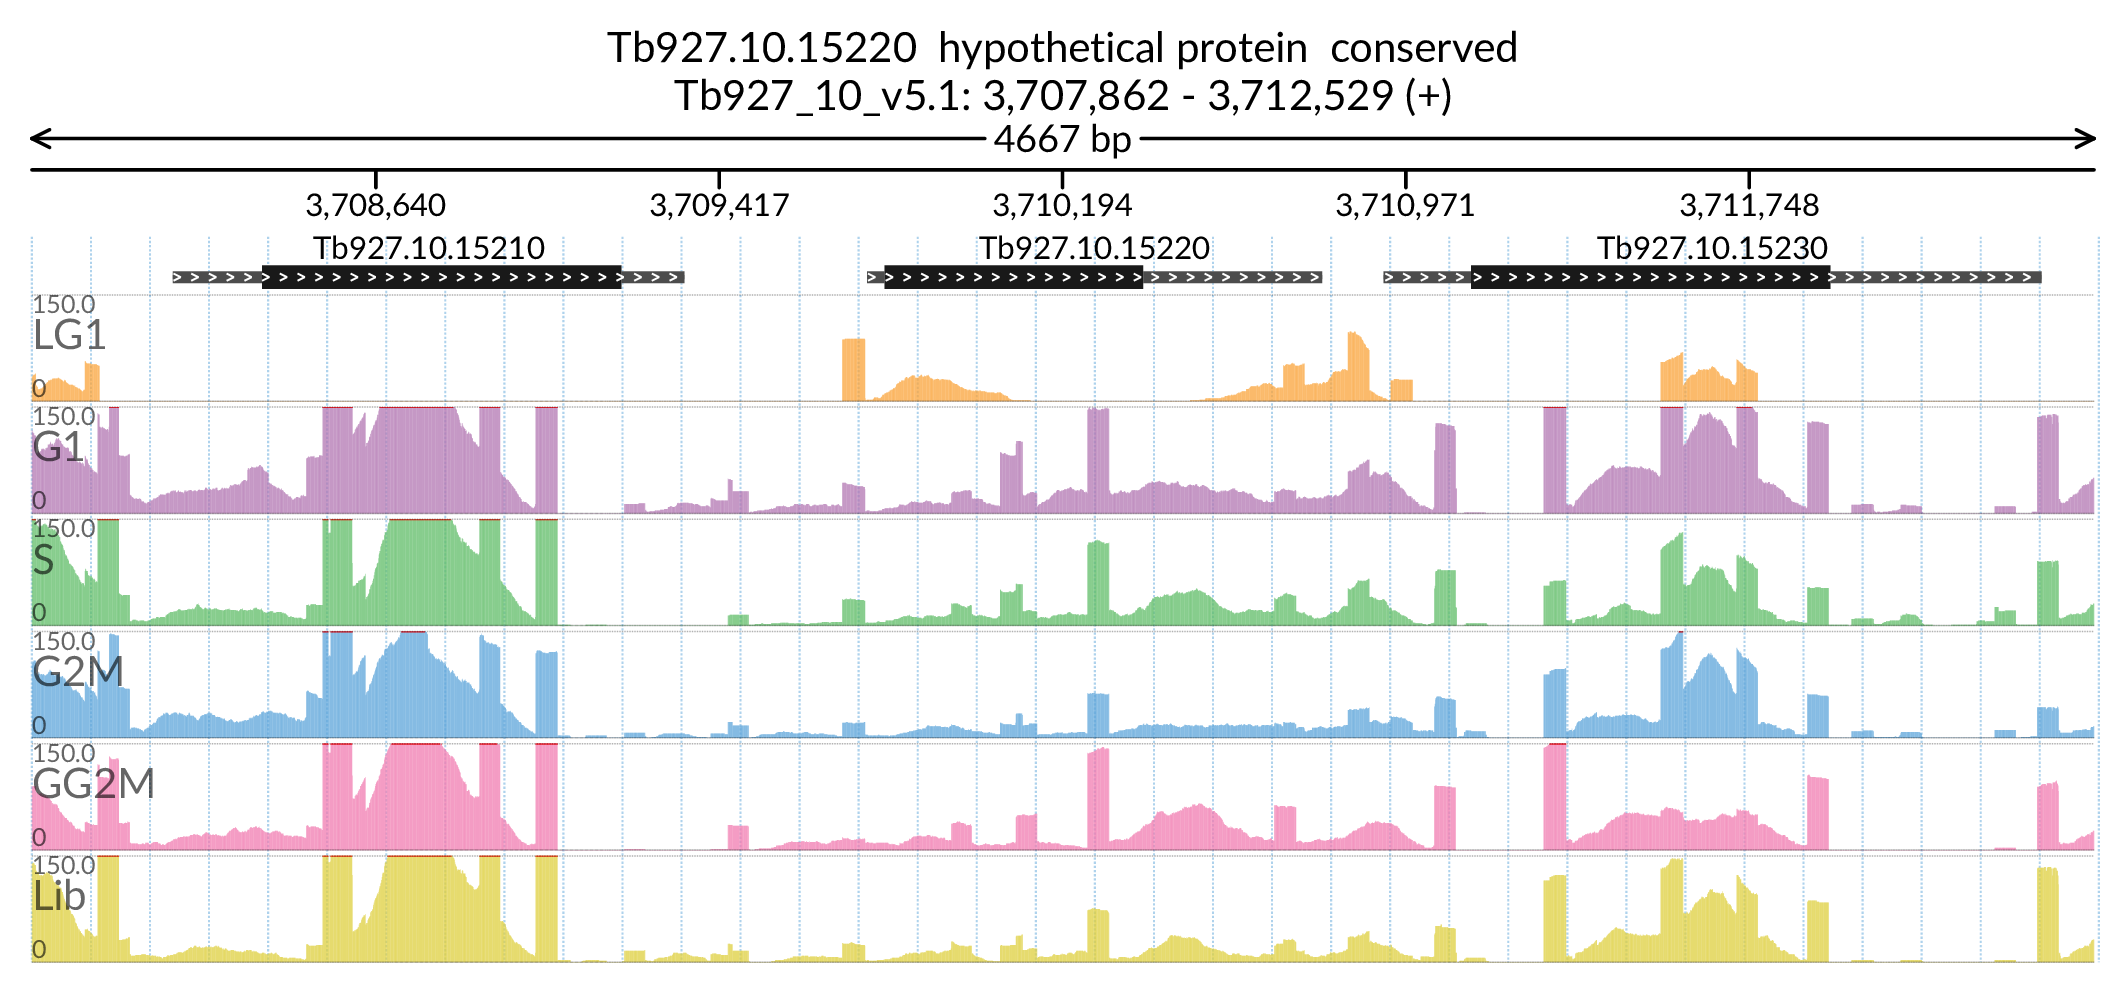 Tb927.10.15220 hypothetical protein conserved
Tb927_10_v5.1: 3,707,862 - 3,712,529 (+)
4667 bp
3,708,640 3,709,417 3,710,194 3,710,971 3,711,748
Tb927.10.15210 Tb927.10.15220 Tb927.10.15230
150.0
LG1
0
150.0
G1
0
150.0
S
0
150.0
G2M
0
150.0
GG2M
0
150.0
Lib
0